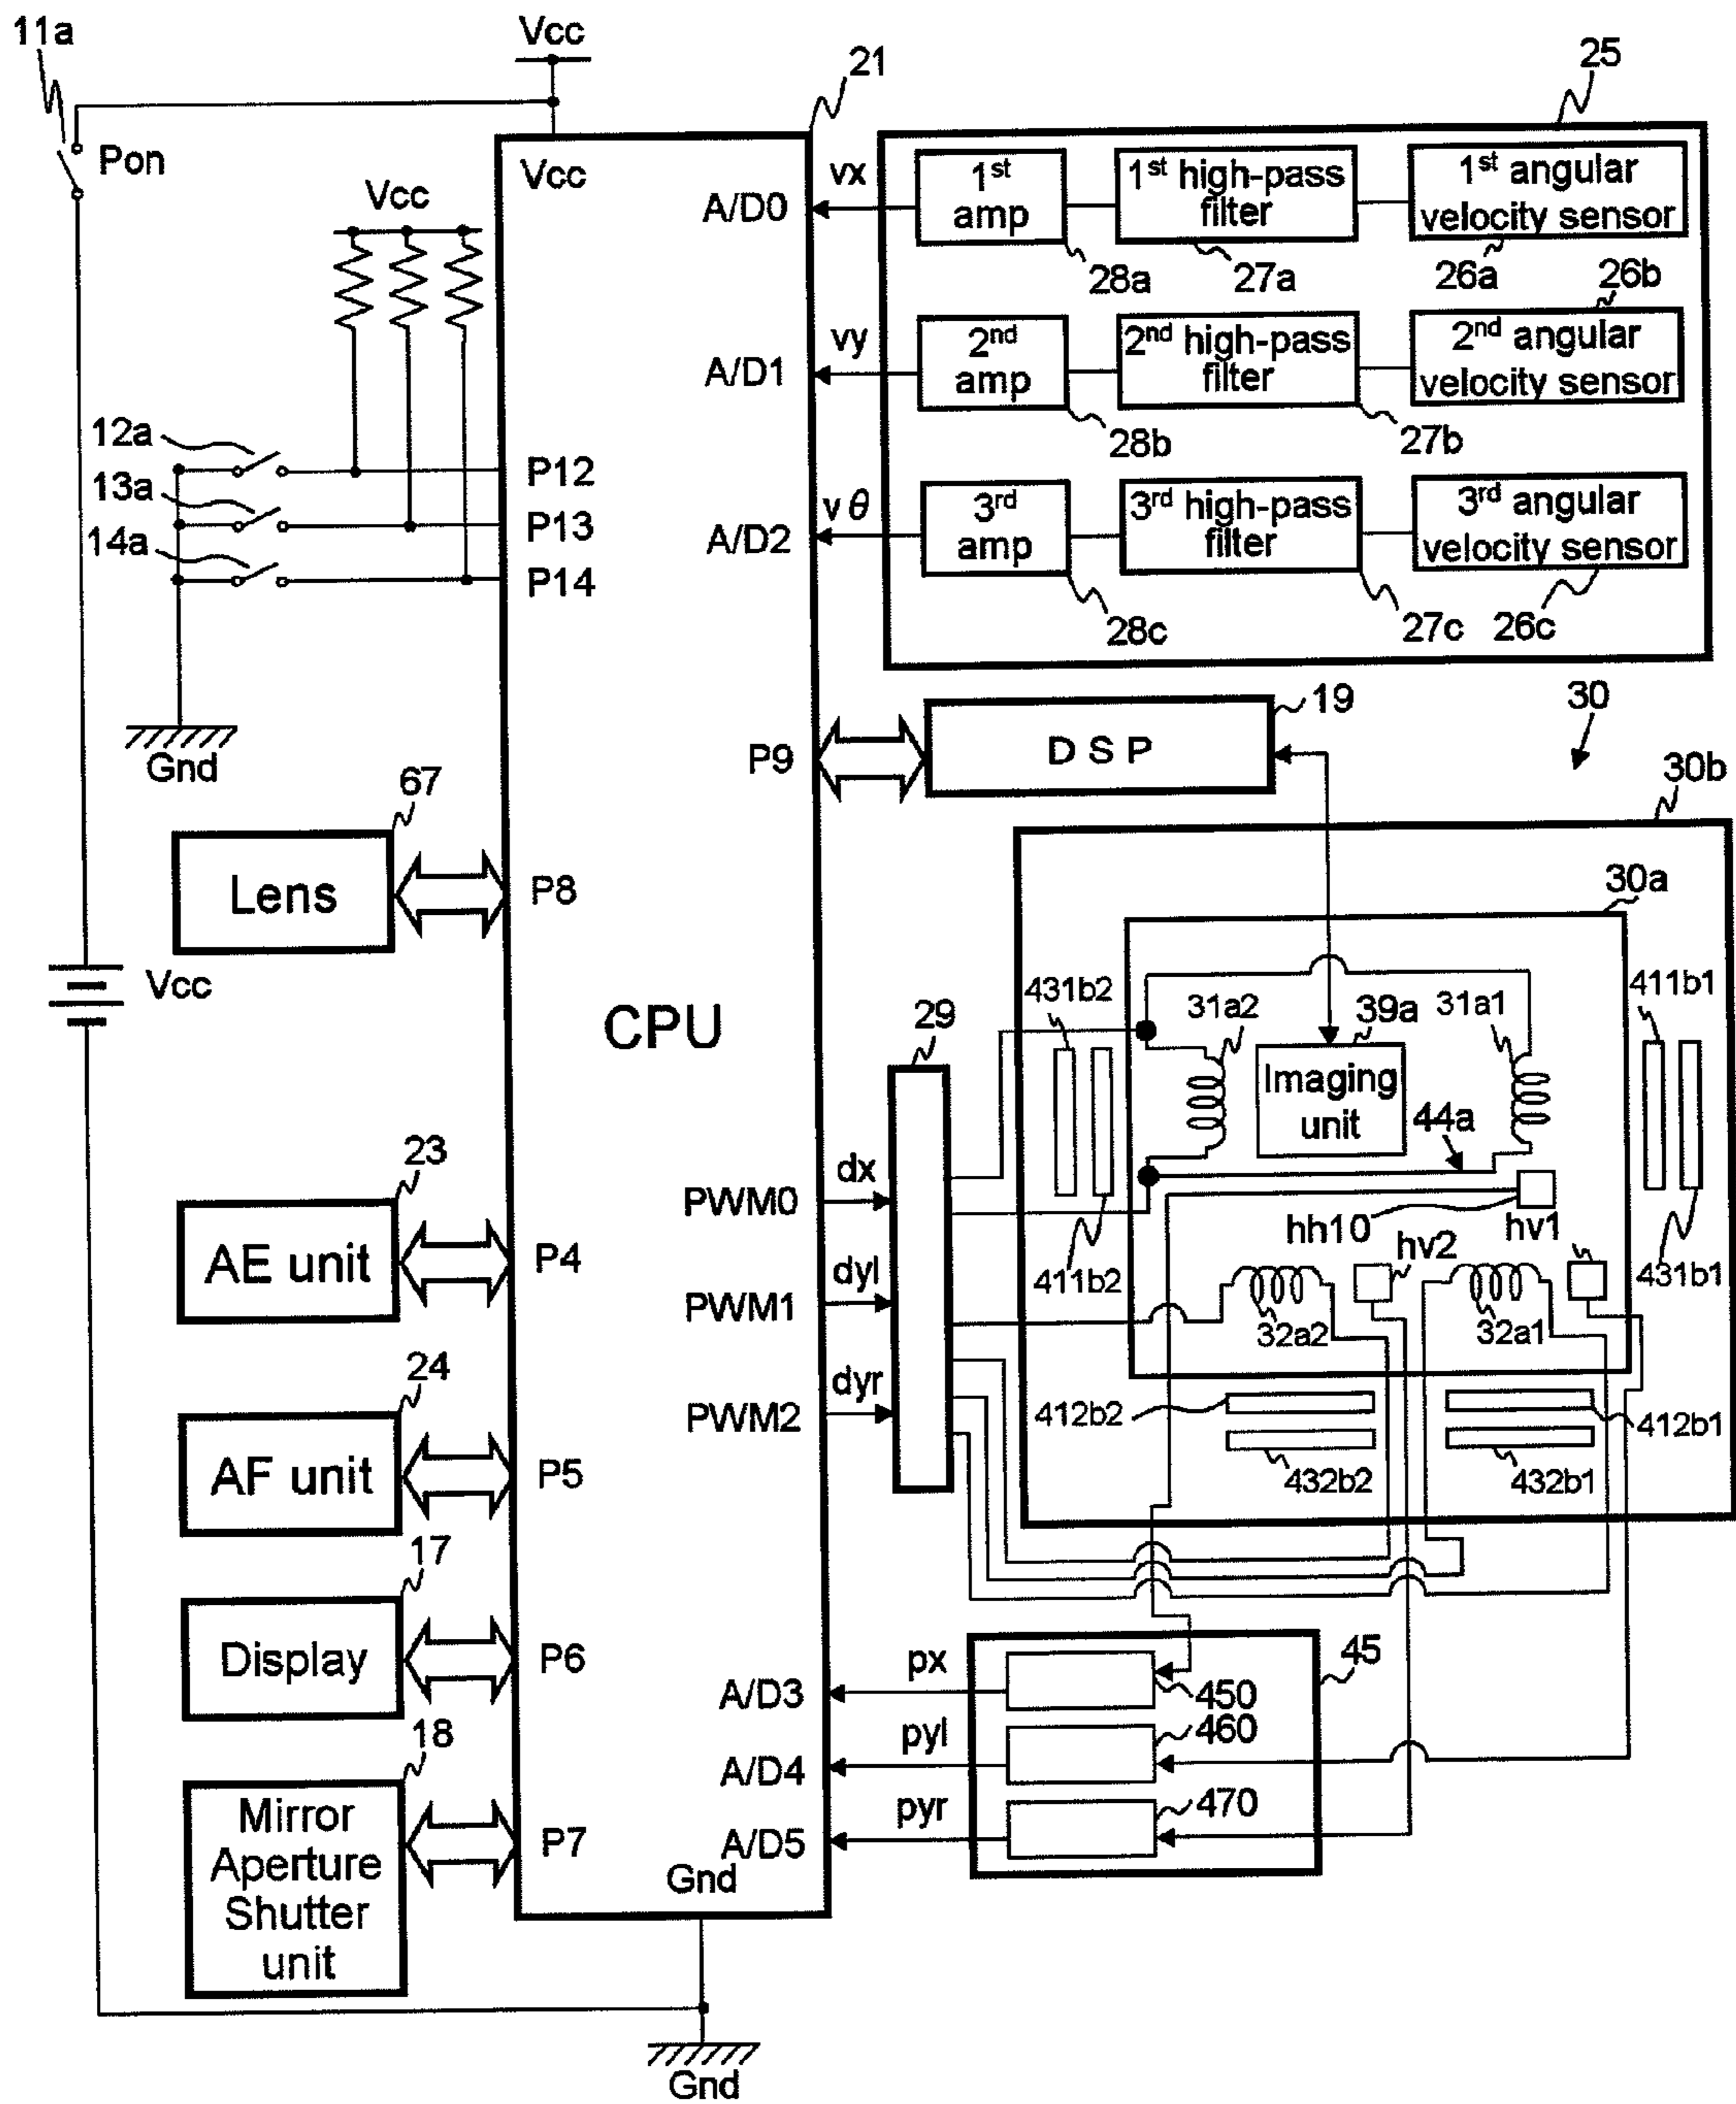 11a
Vcc
21
25
Pon
Vcc
Vcc
A/D0
vx
1st amp
1st high-pass filter
1st angular velocity sensor
28a
27a
26a
26b
A/D1
vy
2nd amp
2nd high-pass filter
2nd angular velocity sensor
28b
27b
12a
P12
13a
P13
14a
P14
A/D2
vθ
3rd amp
3rd high-pass filter
3rd angular velocity sensor
28c
27c
26c
Gnd
P9
DSP
19
30
30b
67
Lens
P8
30a
Vcc
CPU
29
431b2
31a2
39a
31a1
411b1
Imaging unit
44a
23
AE unit
P4
PWM0
dx
411b2
hh10
hv2
hv1
431b1
PWM1
dyl
32a2
32a1
24
AF unit
P5
PWM2
dyr
412b2
412b1
432b2
432b1
17
Display
P6
A/D3
px
450
45
18
Mirror
Aperture
Shutter
unit
P7
A/D4
pyl
460
A/D5
pyr
470
Gnd
Gnd